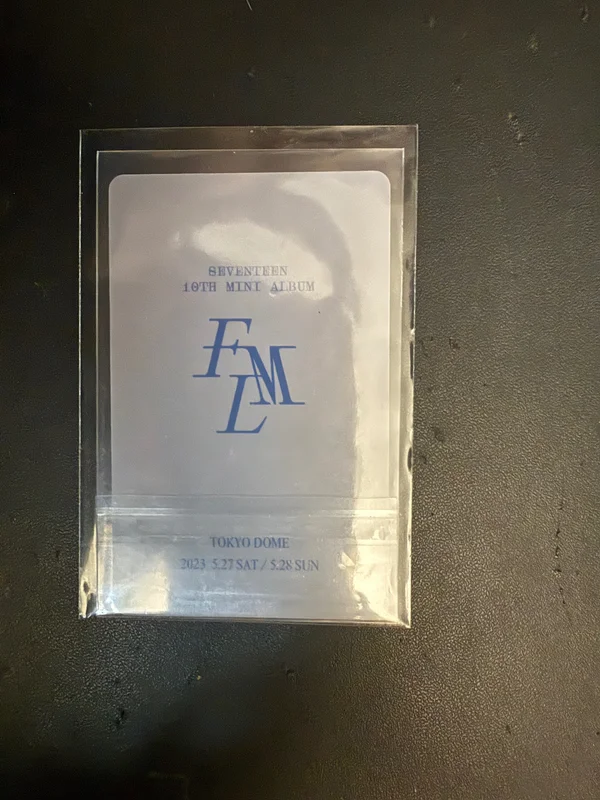 SEVENTEEN
10TH MINI ALBUM
FML
TOKYO DOME
2023 5.27 SAT / 5.28 SUN